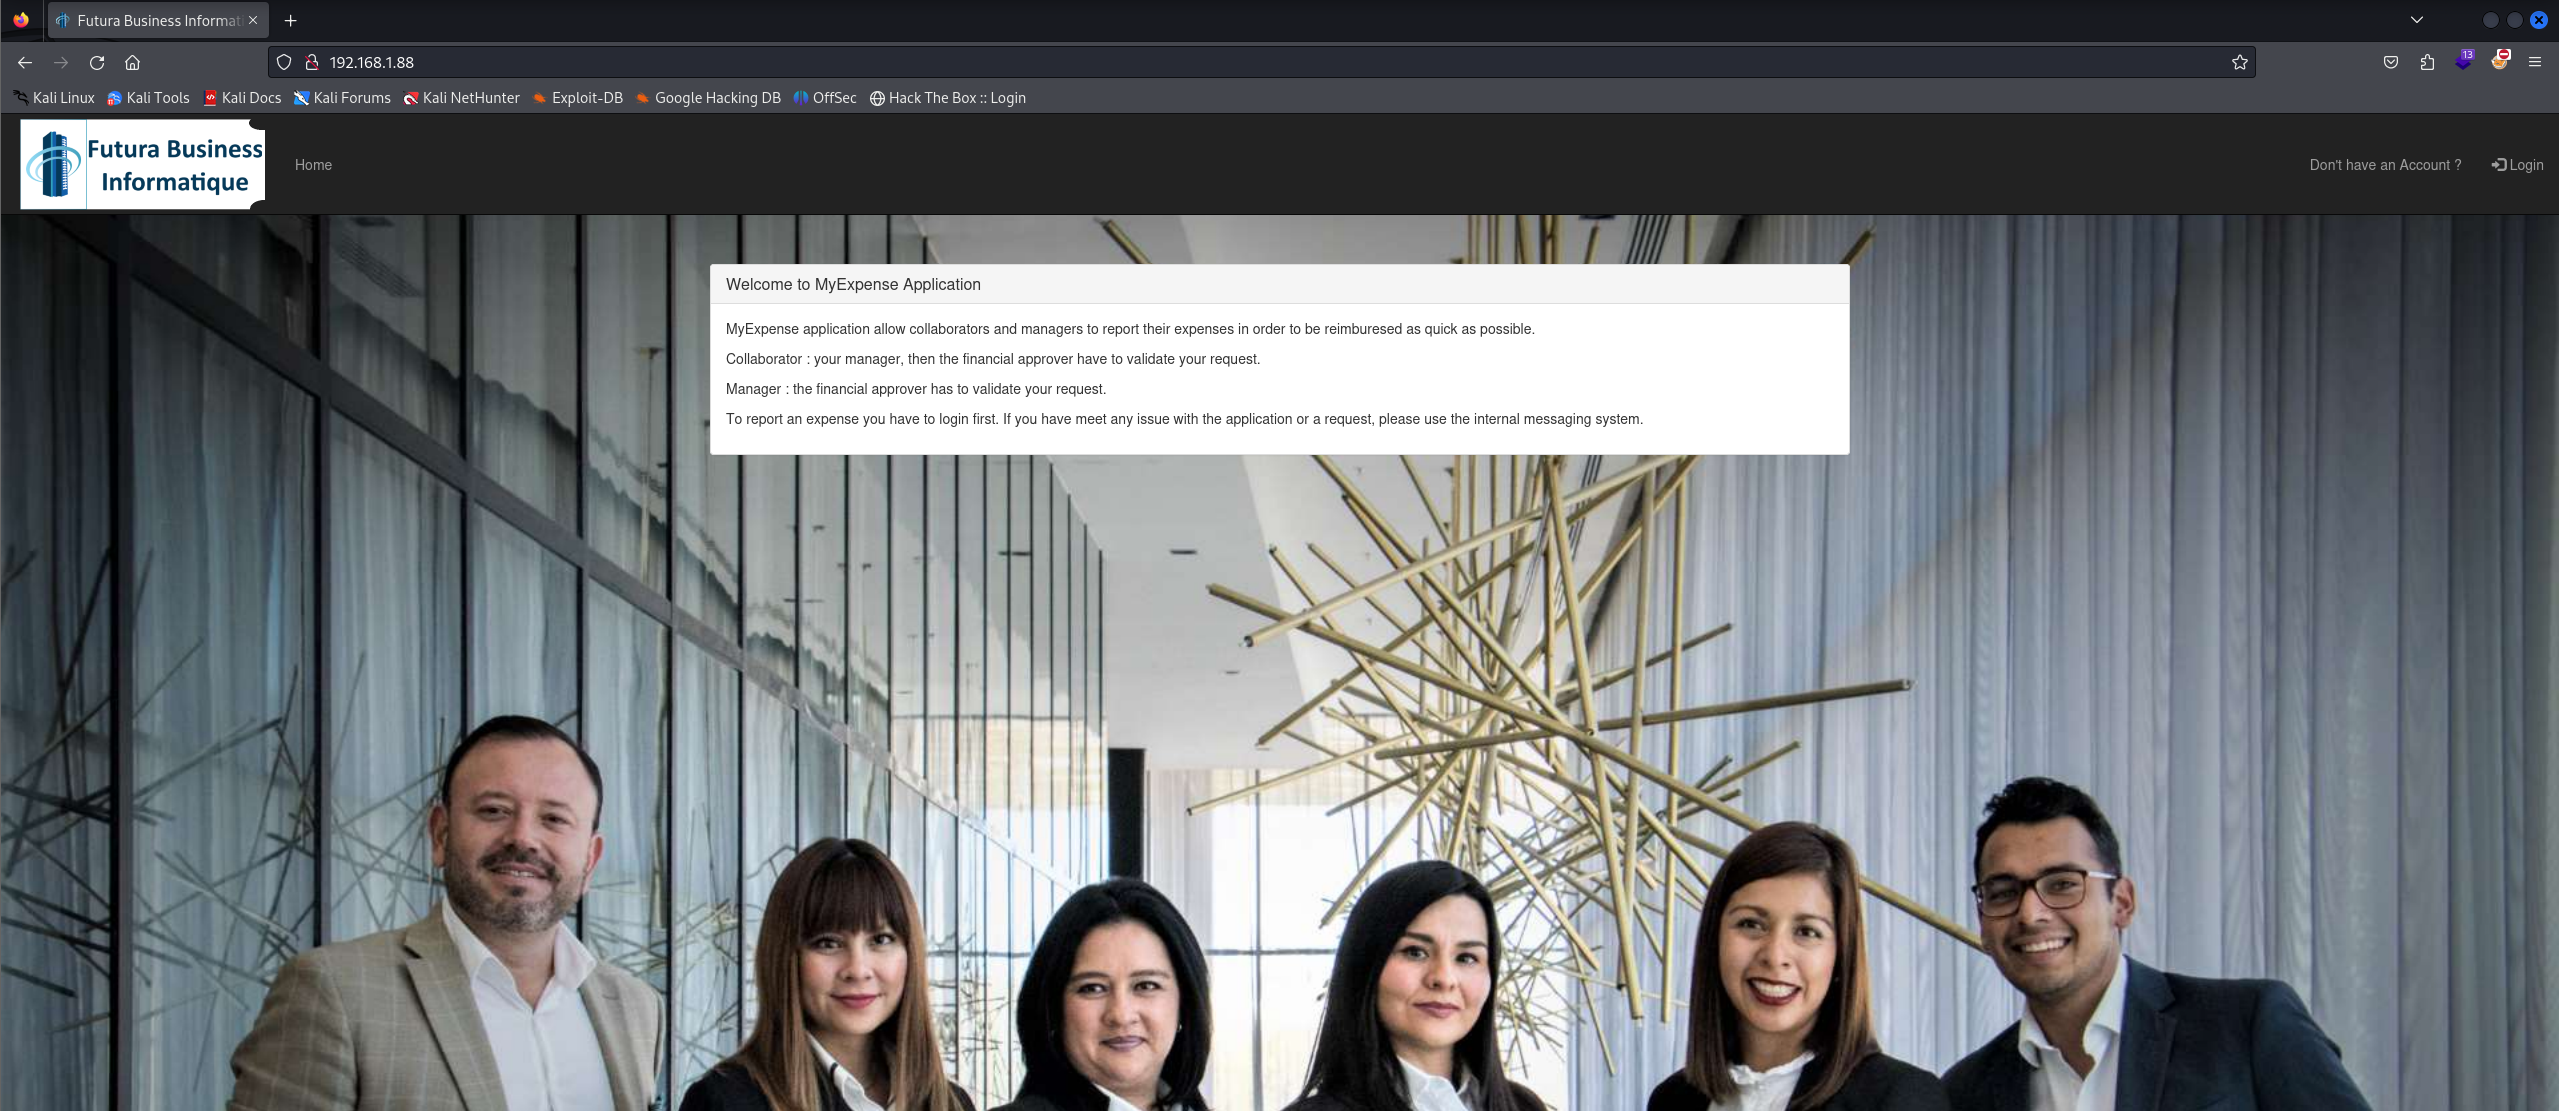 Futura Business Informat
192.168.1.88
13
Kali Linux
Kali Tools
Kali Docs
Kali Forums
Kali NetHunter
Exploit-DB
Google Hacking DB
OffSec
Hack The Box :: Login
Futura Business
Informatique
Home
Don't have an Account ?
Login
Welcome to MyExpense Application
MyExpense application allow collaborators and managers to report their expenses in order to be reimburesed as quick as possible.
Collaborator : your manager, then the financial approver have to validate your request.
Manager : the financial approver has to validate your request.
To report an expense you have to login first. If you have meet any issue with the application or a request, please use the internal messaging system.